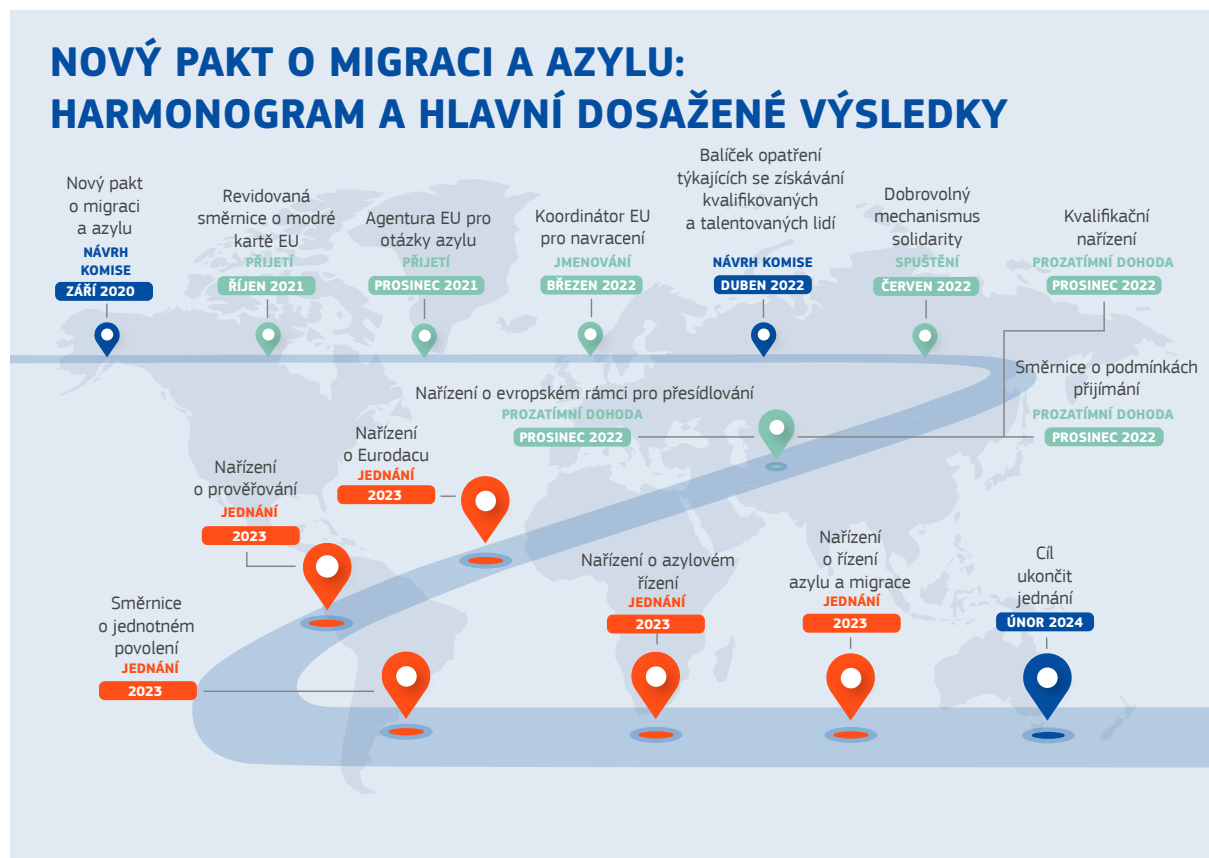 NOVÝ PAKT O MIGRACI A AZYLU:
HARMONOGRAM A HLAVNÍ DOSAŽENÉ VÝSLEDKY
Nový pakt
o migraci
a azylu
NÁVRH
KOMISE
ZÁŘÍ 2020
Revidovaná
směrnice o modré
kartě EU
PŘIJETÍ
ŘÍJEN 2021
Agentura EU pro
otázky azylu
PŘIJETÍ
PROSINEC 2021
Koordinátor EU
pro navracení
JMENOVÁNÍ
BŘEZEN 2022
Balíček opatření
týkajících se získávání
kvalifikovaných
a talentovaných lidí
NÁVRH KOMISE
DUBEN 2022
Dobrovolný
mechanismus
solidarity
SPUŠTĚNÍ
ČERVEN 2022
Kvalifikační
nařízení
PROZATÍMNÍ DOHODA
PROSINEC 2022
Směrnice o podmínkách
přijímání
PROZATÍMNÍ DOHODA
PROSINEC 2022
Nařízení o evropském rámci pro přesídlování
PROZATÍMNÍ DOHODA
PROSINEC 2022
Nařízení
o Eurodacu
JEDNÁNÍ
2023
Nařízení
o prověřování
JEDNÁNÍ
2023
Směrnice
o jednotném
povolení
JEDNÁNÍ
2023
Nařízení o azylovém
řízení
JEDNÁNÍ
2023
Nařízení
o řízení
azylu a migrace
JEDNÁNÍ
2023
Cíl
ukončit
jednání
ÚNOR 2024